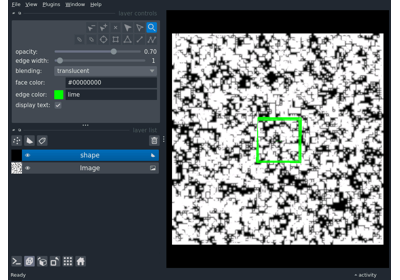 File View Plugins Window Help
layer controls
opacity: 0.70
edge width: 1
blending: translucent
face color: #00000000
edge color: lime
display text:
layer list
shape
Image
Ready
activity